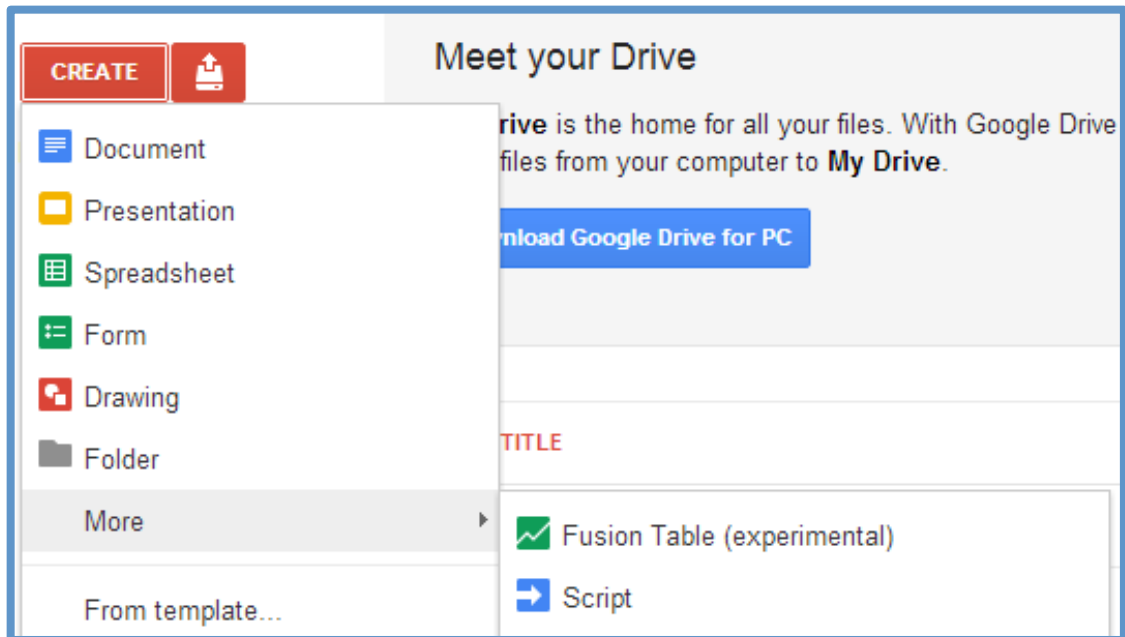 CREATE
Meet your Drive
rive is the home for all your files. With Google Drive
files from your computer to My Drive.
nload Google Drive for PC
Document
Presentation
Spreadsheet
Form
Drawing
Folder
TITLE
More
Fusion Table (experimental)
Script
From template...